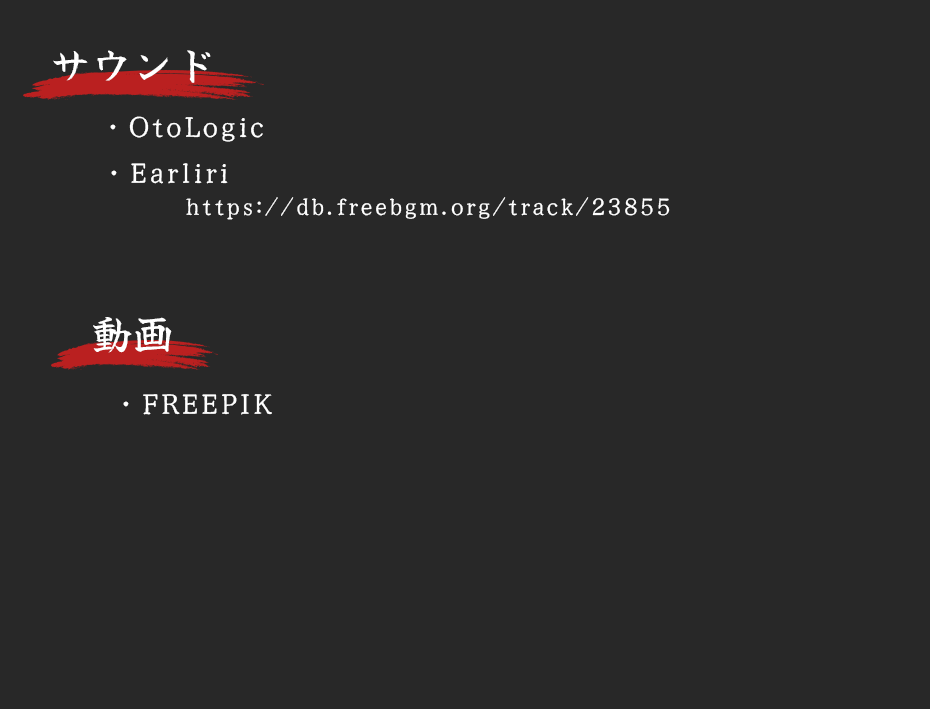 サウンド
・OtoLogic
・Earliri
https://db.freebgm.org/track/23855
動画
・FREEPIK